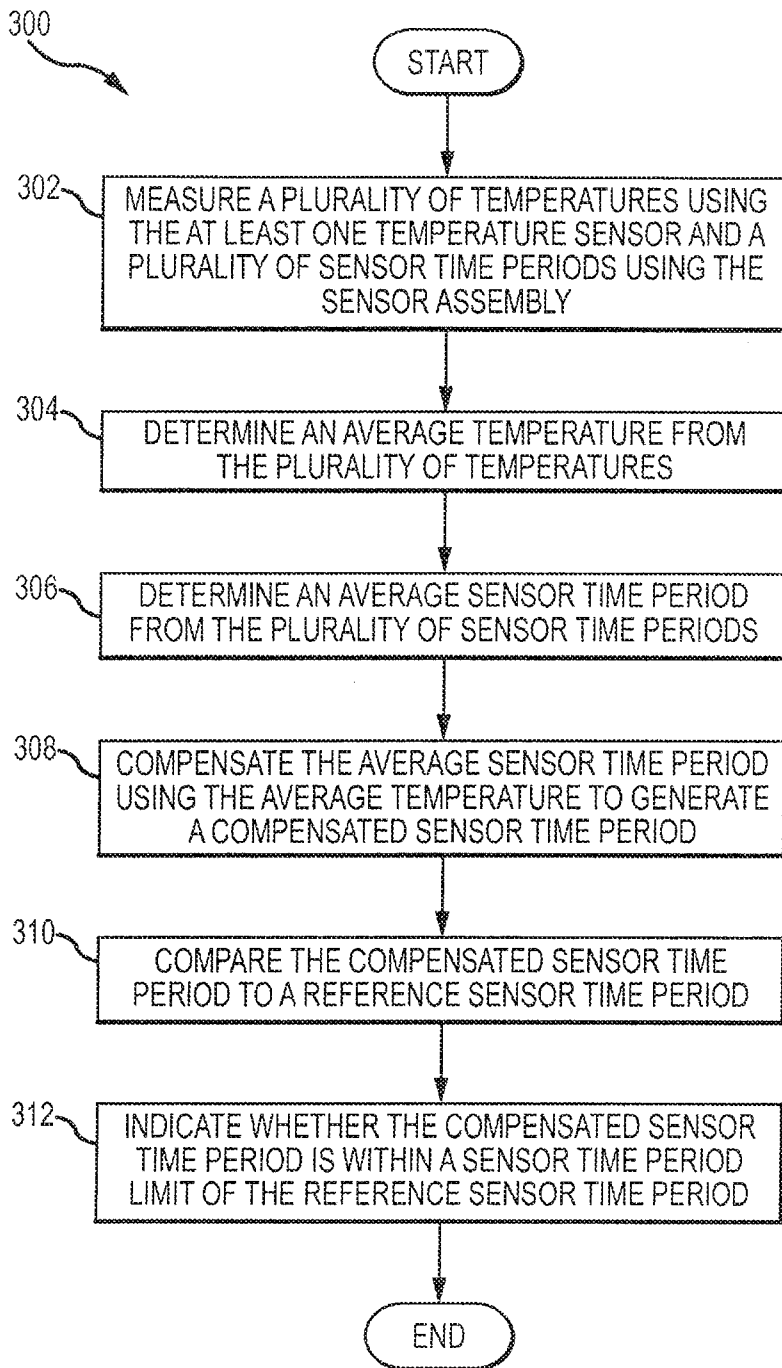 300
START
302
MEASURE A PLURALITY OF TEMPERATURES USING
THE AT LEAST ONE TEMPERATURE SENSOR AND A
PLURALITY OF SENSOR TIME PERIODS USING THE
SENSOR ASSEMBLY
304
DETERMINE AN AVERAGE TEMPERATURE FROM
THE PLURALITY OF TEMPERATURES
306
DETERMINE AN AVERAGE SENSOR TIME PERIOD
FROM THE PLURALITY OF SENSOR TIME PERIODS
308
COMPENSATE THE AVERAGE SENSOR TIME PERIOD
USING THE AVERAGE TEMPERATURE TO GENERATE
A COMPENSATED SENSOR TIME PERIOD
310
COMPARE THE COMPENSATED SENSOR TIME
PERIOD TO A REFERENCE SENSOR TIME PERIOD
312
INDICATE WHETHER THE COMPENSATED SENSOR
TIME PERIOD IS WITHIN A SENSOR TIME PERIOD
LIMIT OF THE REFERENCE SENSOR TIME PERIOD
END